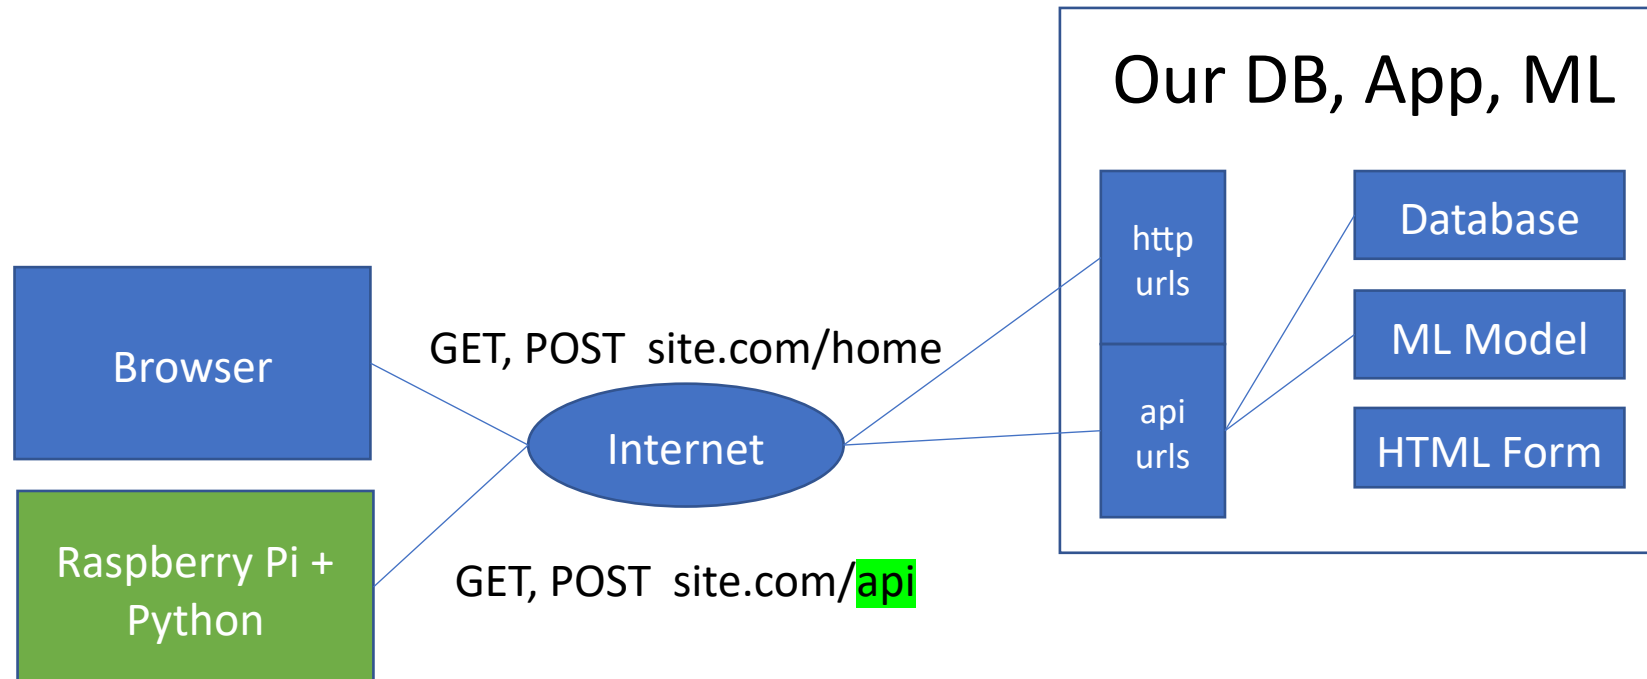 Our DB, App, ML
http
urls
Database
Browser
GET, POST  site.com/home
ML Model
Internet
api
urls
HTML Form
Raspberry Pi +
Python
GET, POST  site.com/api